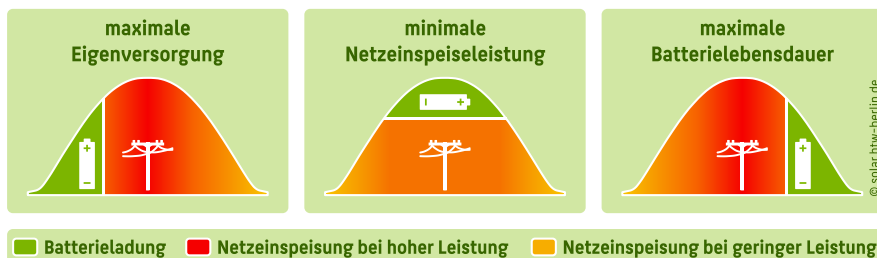 maximale
Eigenversorgung
minimale
Netzeinspeiseleistung
maximale
Batterielebensdauer
© solar.htw-berlin.de
Batterieladung
Netzeinspeisung bei hoher Leistung
Netzeinspeisung bei geringer Leistung